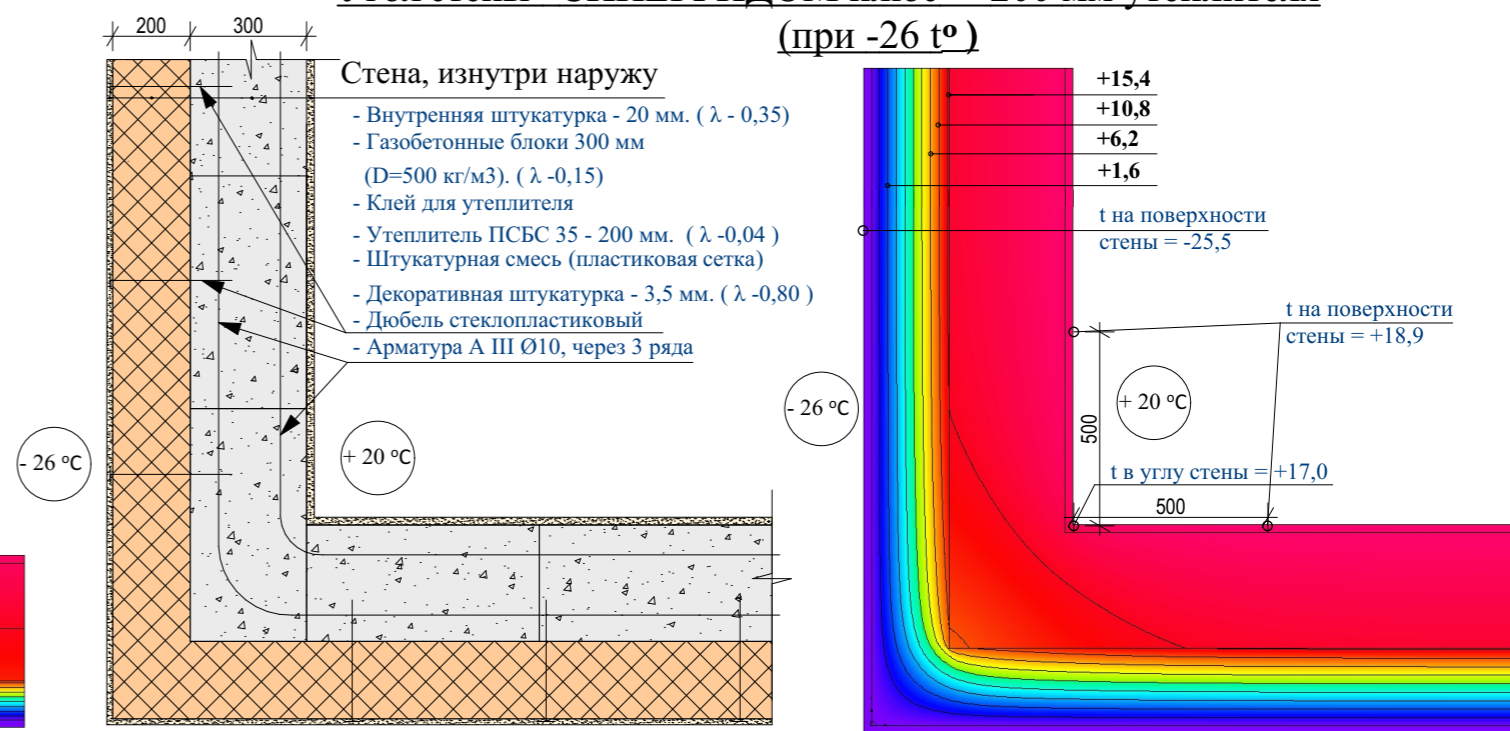 (при -26 tº )
200
300
Стена, изнутри наружу
- Внутренняя штукатурка - 20 мм. ( λ - 0,35)
- Газобетонные блоки 300 мм
(D=500 кг/м3). ( λ -0,15)
- Клей для утеплителя
- Утеплитель ПСБС 35 - 200 мм. ( λ -0,04 )
- Штукатурная смесь (пластиковая сетка)
- Декоративная штукатурка - 3,5 мм. ( λ -0,80 )
- Дюбель стеклопластиковый
- Арматура А III Ø10, через 3 ряда
- 26 ºC
+ 20 ºC
+15,4
+10,8
+6,2
+1,6
t на поверхности
стены = -25,5
t на поверхности
стены = +18,9
- 26 ºC
+ 20 ºC
500
t в углу стены = +17,0
500